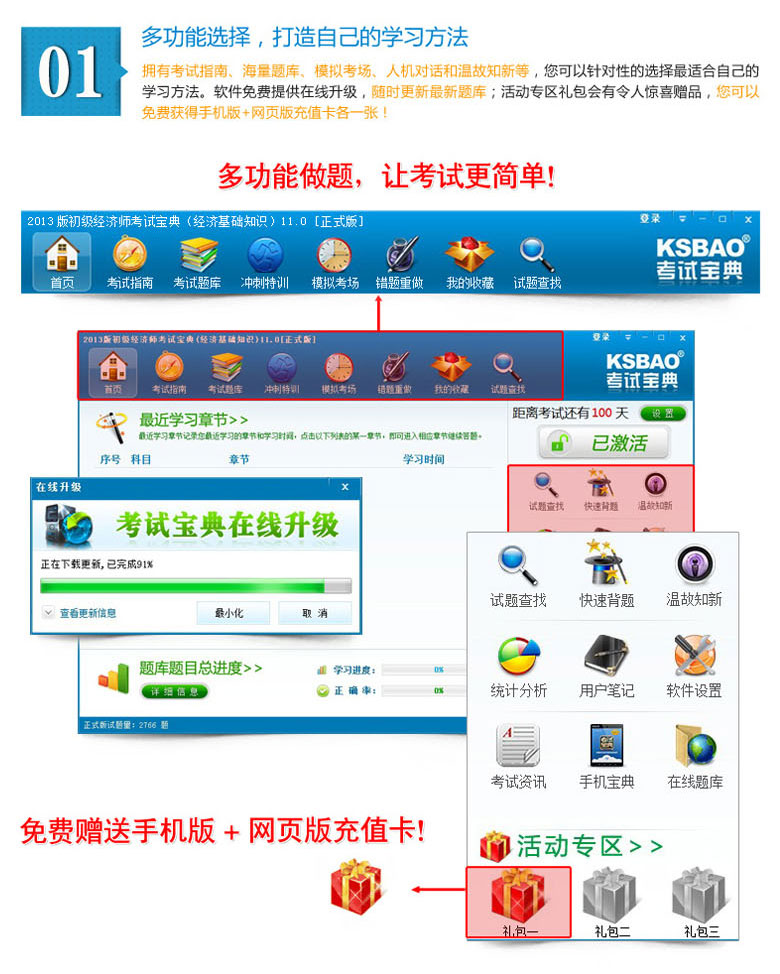 01
多功能选择，打造自己的学习方法
拥有考试指南、海量题库、模拟考场、人机对话和温故知新等，您可以针对性的选择最适合自己的
学习方法。软件免费提供在线升级，随时更新最新题库；活动专区礼包会有令人惊喜赠品，您可以
免费获得手机版+网页版充值卡各一张！
多功能做题，让考试更简单!
2013 版初级经济师考试宝典（经济基础知识）11.0 [正式版]
登录
首页 考试指南 考试题库 冲刺特训 模拟考场 错题重做 我的收藏 试题查找
KSBAO®
考试宝典
2013版初级经济师考试宝典(经济基础知识)11.0[正式版]
登录
首页 考试指南 考试题库 冲刺特训 模拟考场 错题重做 我的收藏 试题查找
KSBAO®
考试宝典
最近学习章节>>
最近学习章节记录您最近学习的章节和学习时间，点击以下列表的某一章节，即可进入相应章节继续答题。
序号 科目 章节 学习时间
距离考试还有 100 天 设 置
已激活
试题查找 快速背题 温故知新
在线升级
考试宝典在线升级
正在下载更新,已完成91%
查看更新信息 最小化 取 消
题库题目总进度>>
详 细 信 息
学习进度： 0%
正 确 率： 0%
正式版试题量：2766 题
试题查找 快速背题 温故知新
统计分析 用户笔记 软件设置
考试资讯 手机宝典 在线题库
活动专区>>
礼包一 礼包二 礼包三
免费赠送手机版 + 网页版充值卡!